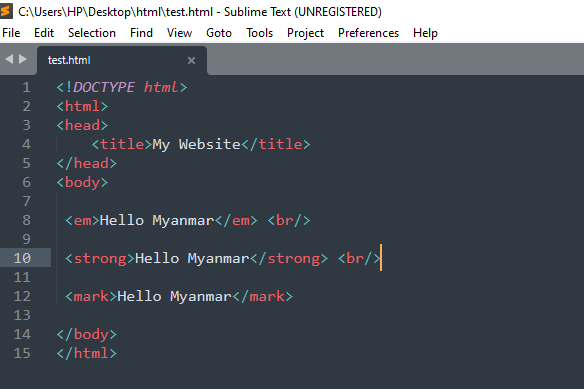 C:\Users\HP\Desktop\html\test.html - Sublime Text (UNREGISTERED)
File Edit Selection Find View Goto Tools Project Preferences Help
test.html ×
1 <!DOCTYPE html>
2 <html>
3 <head>
4     <title>My Website</title>
5 </head>
6 <body>
7
8  <em>Hello Myanmar</em> <br/>
9
10  <strong>Hello Myanmar</strong> <br/>
11
12  <mark>Hello Myanmar</mark>
13
14 </body>
15 </html>